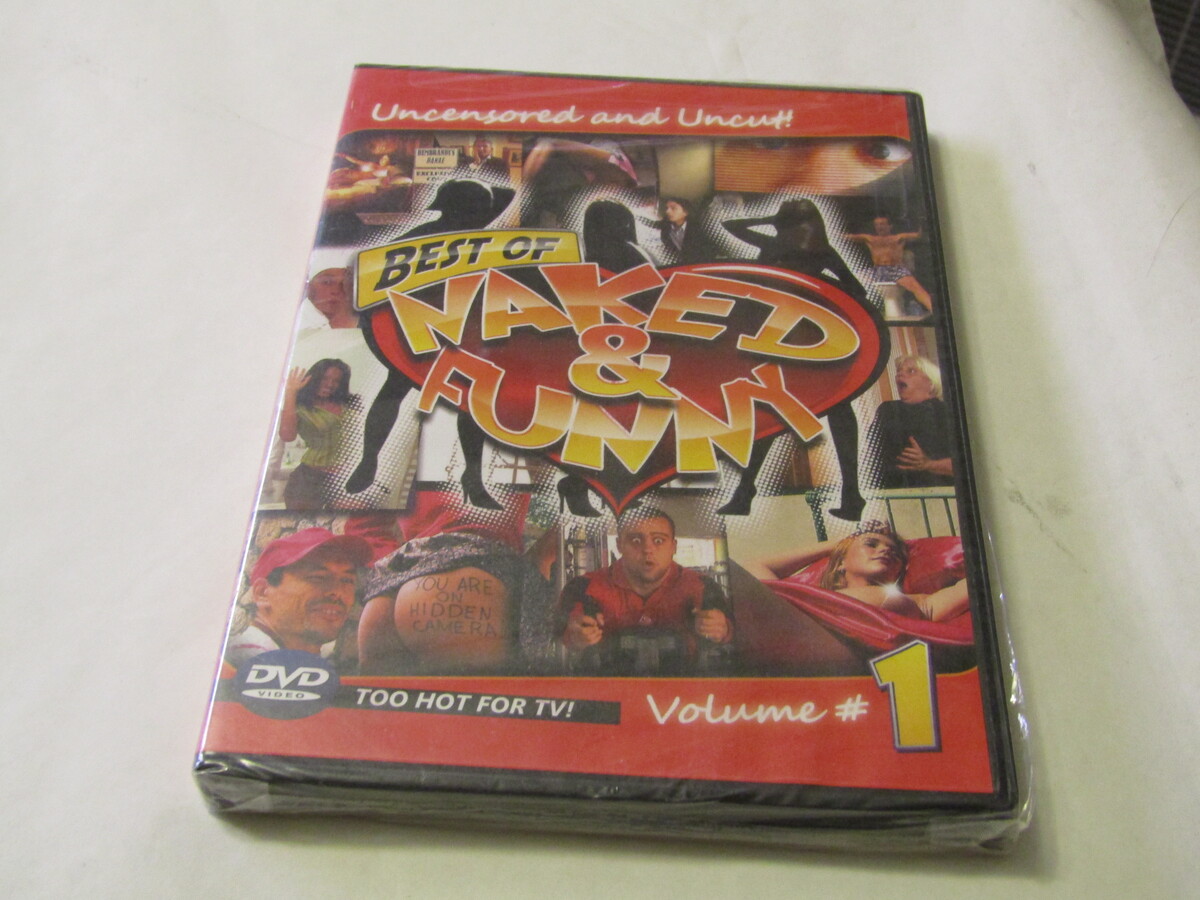 Uncensored and Uncut!
REMBRANDT'S
BEST OF
NAKED
&
FUNNY
YOU ARE
ON
HIDDEN
CAMERA
DVD
VIDEO
TOO HOT FOR TV!
Volume # 1